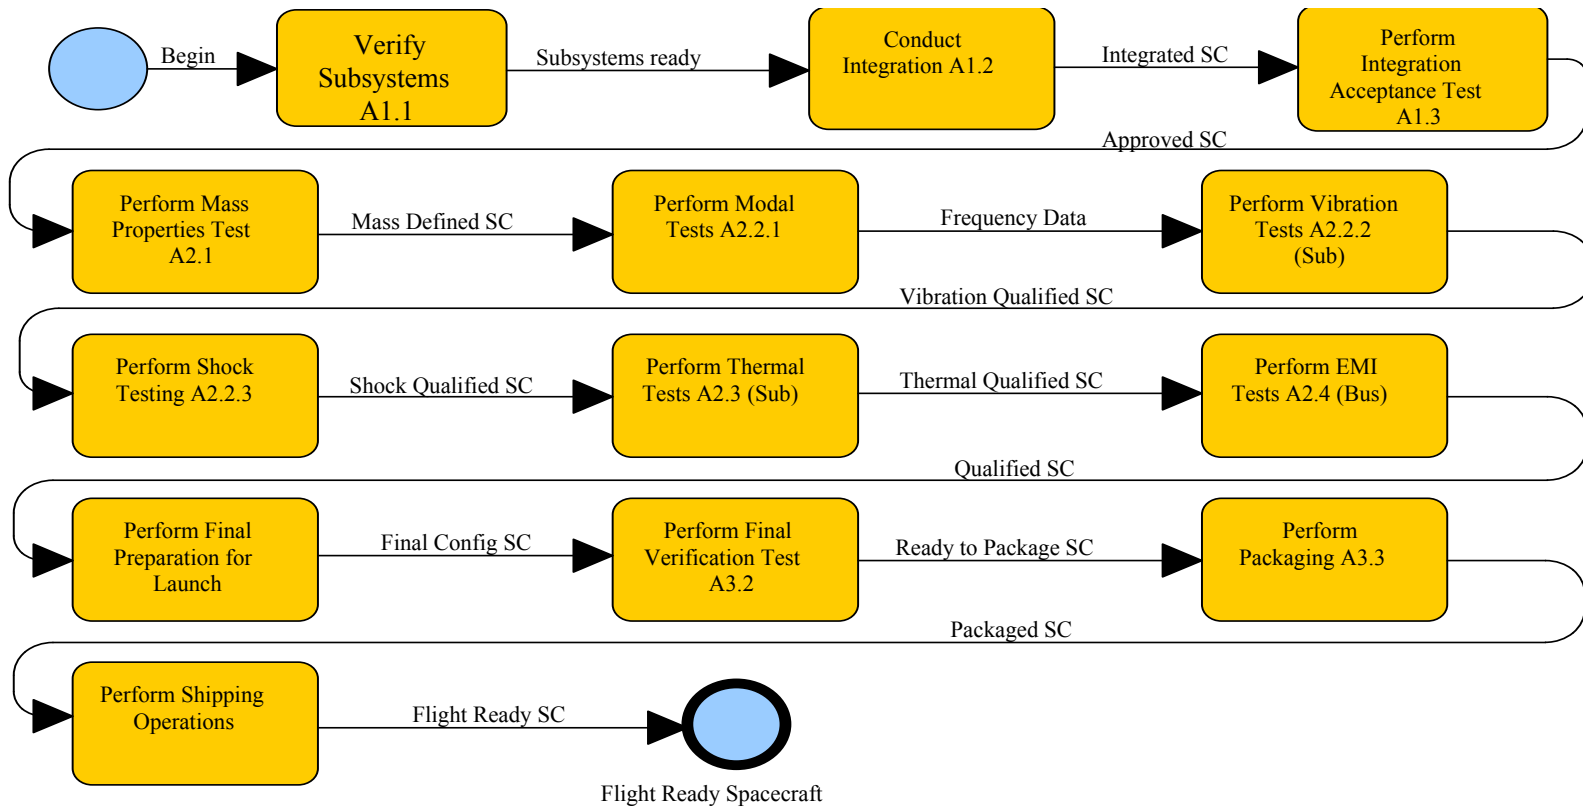 Begin
Verify
Subsystems
A1.1
Subsystems ready
Conduct
Integration A1.2
Integrated SC
Perform
Integration
Acceptance Test
A1.3
Approved SC
Perform Mass
Properties Test
A2.1
Mass Defined SC
Perform Modal
Tests A2.2.1
Frequency Data
Perform Vibration
Tests A2.2.2
(Sub)
Vibration Qualified SC
Perform Shock
Testing A2.2.3
Shock Qualified SC
Perform Thermal
Tests A2.3 (Sub)
Thermal Qualified SC
Perform EMI
Tests A2.4 (Bus)
Qualified SC
Perform Final
Preparation for
Launch
Final Config SC
Perform Final
Verification Test
A3.2
Ready to Package SC
Perform
Packaging A3.3
Packaged SC
Perform Shipping
Operations
Flight Ready SC
Flight Ready Spacecraft